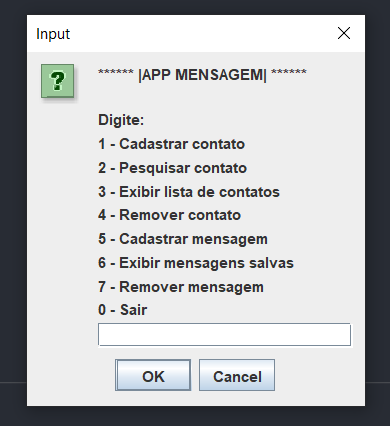 Input
****** |APP MENSAGEM| ******
Digite:
1 - Cadastrar contato
2 - Pesquisar contato
3 - Exibir lista de contatos
4 - Remover contato
5 - Cadastrar mensagem
6 - Exibir mensagens salvas
7 - Remover mensagem
0 - Sair
OK Cancel